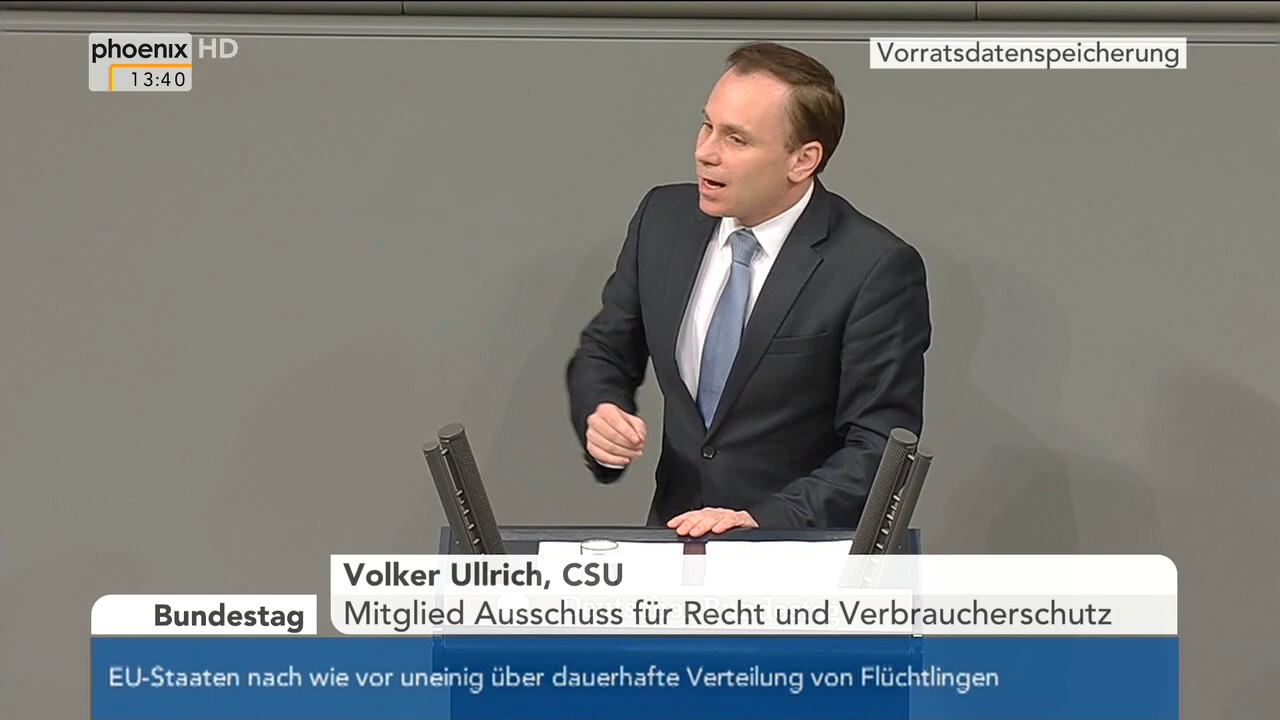 phoenix HD
13:40
Vorratsdatenspeicherung
Volker Ullrich, CSU
Bundestag
Mitglied Ausschuss für Recht und Verbraucherschutz
EU-Staaten nach wie vor uneinig über dauerhafte Verteilung von Flüchtlingen